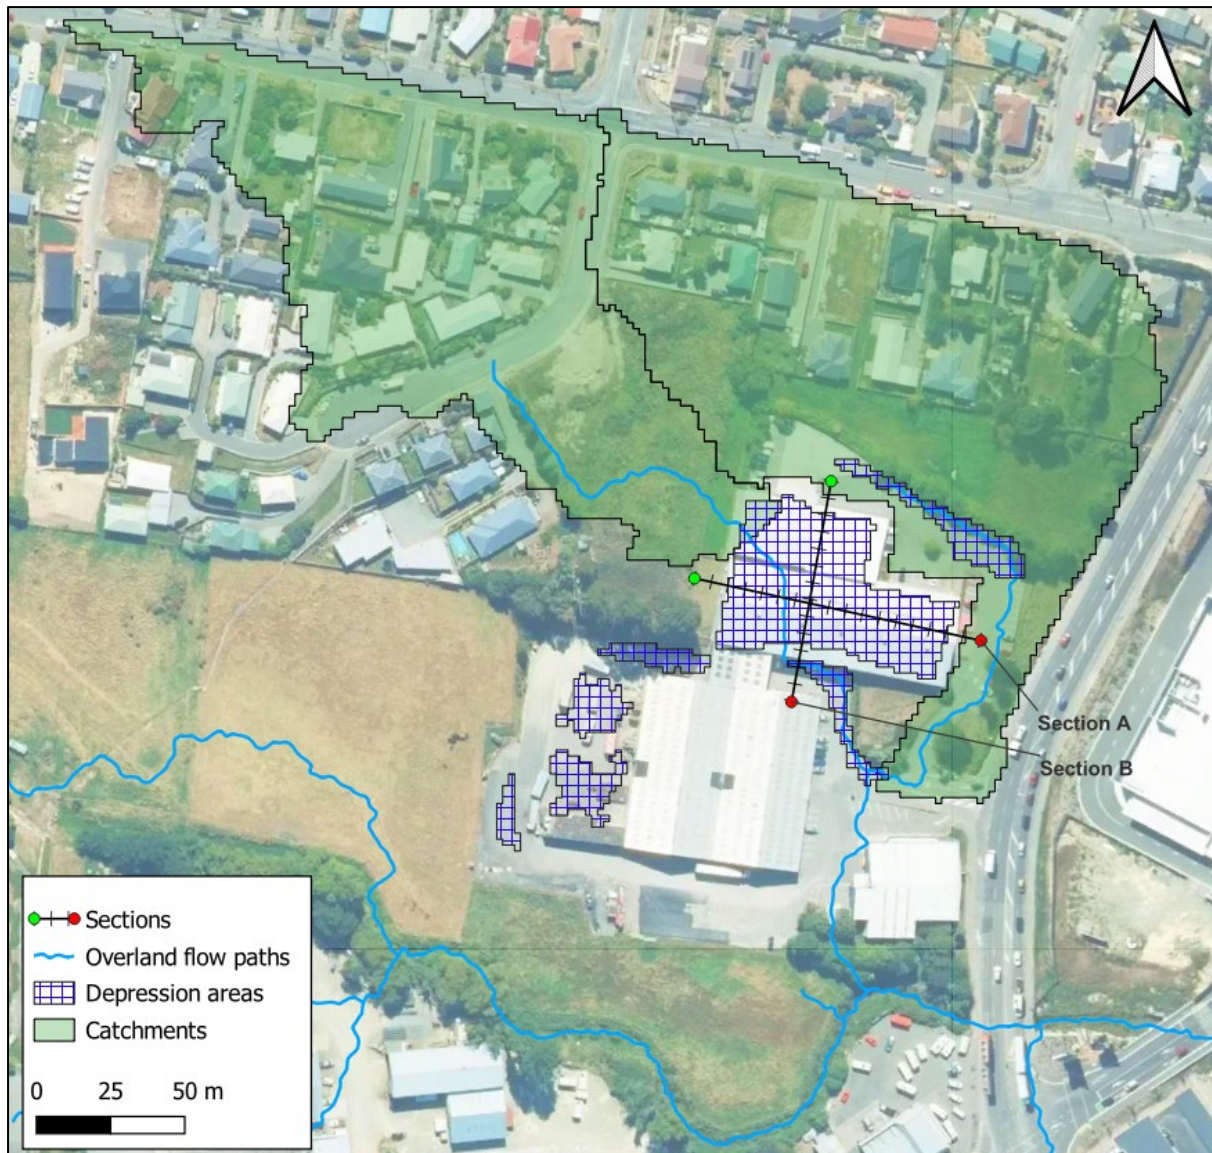 Section A
Section B
Sections
Overland flow paths
Depression areas
Catchments
0 25 50 m